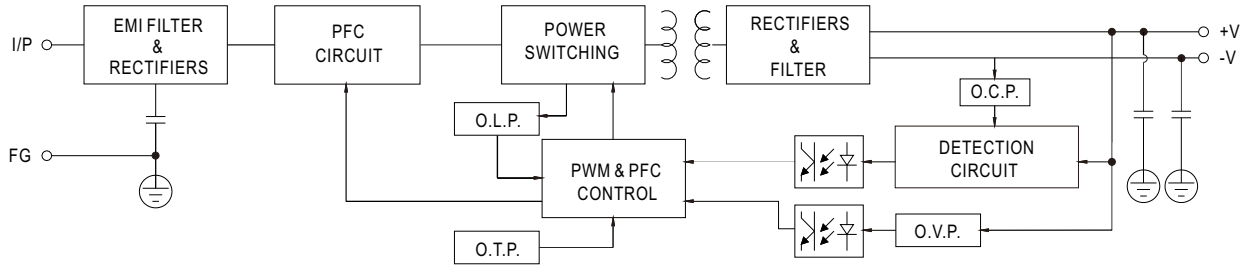 I/P
EMI FILTER
&
RECTIFIERS
PFC
CIRCUIT
POWER
SWITCHING
RECTIFIERS
&
FILTER
+V
-V
O.C.P.
O.L.P.
FG
PWM & PFC
CONTROL
DETECTION
CIRCUIT
O.T.P.
O.V.P.